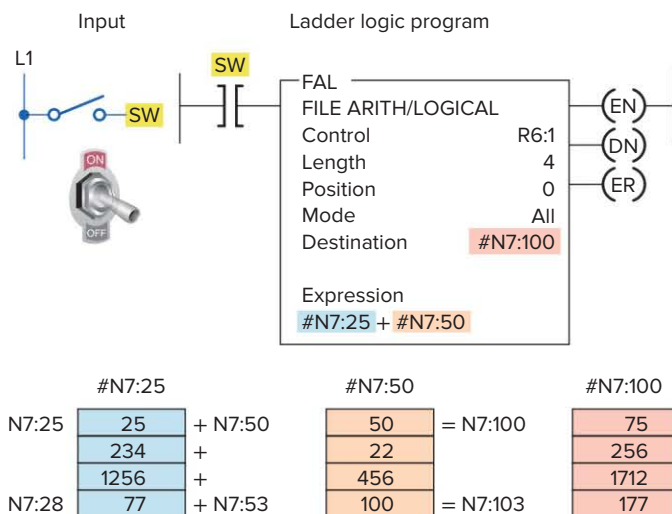 Input Ladder logic program
L1
SW
SW
ON
OFF
FAL
FILE ARITH/LOGICAL
Control R6:1
Length 4
Position 0
Mode All
Destination #N7:100
Expression
#N7:25 + #N7:50
EN
DN
ER
#N7:25 #N7:50 #N7:100
N7:25 25 + N7:50 50 = N7:100 75
234 + 22 256
1256 + 456 1712
N7:28 77 + N7:53 100 = N7:103 177